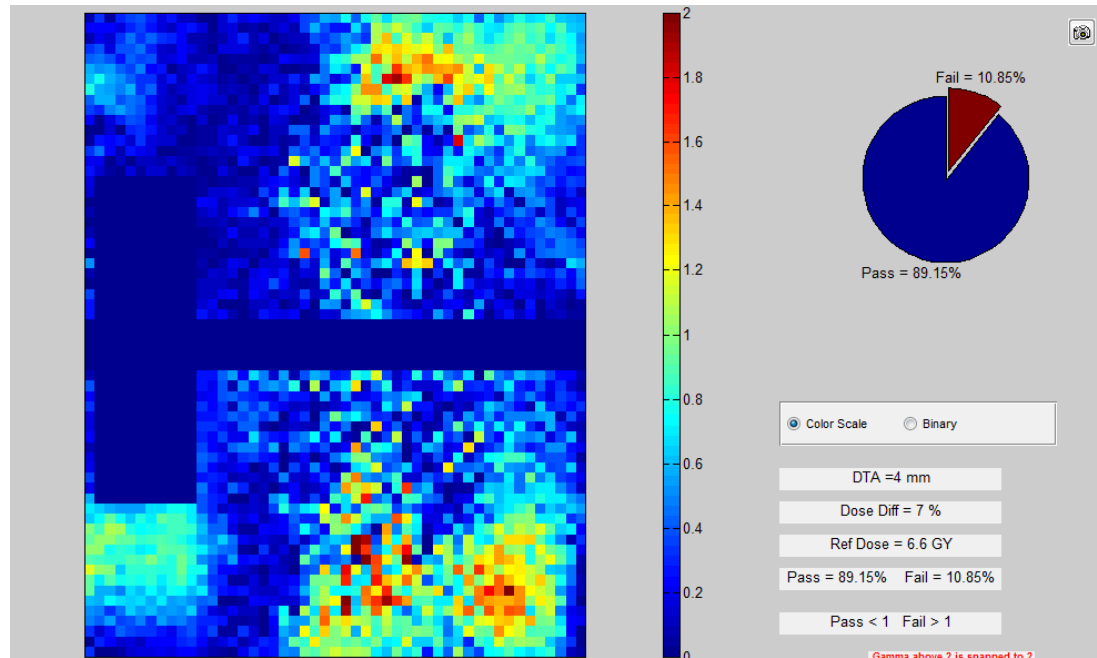 2
1.8
1.6
1.4
1.2
1
0.8
0.6
0.4
0.2
0
Fail = 10.85%
Pass = 89.15%
Color Scale
Binary
DTA =4 mm
Dose Diff = 7 %
Ref Dose = 6.6 GY
Pass = 89.15% Fail = 10.85%
Pass < 1 Fail > 1
Gamma above 2 is snapped to 2